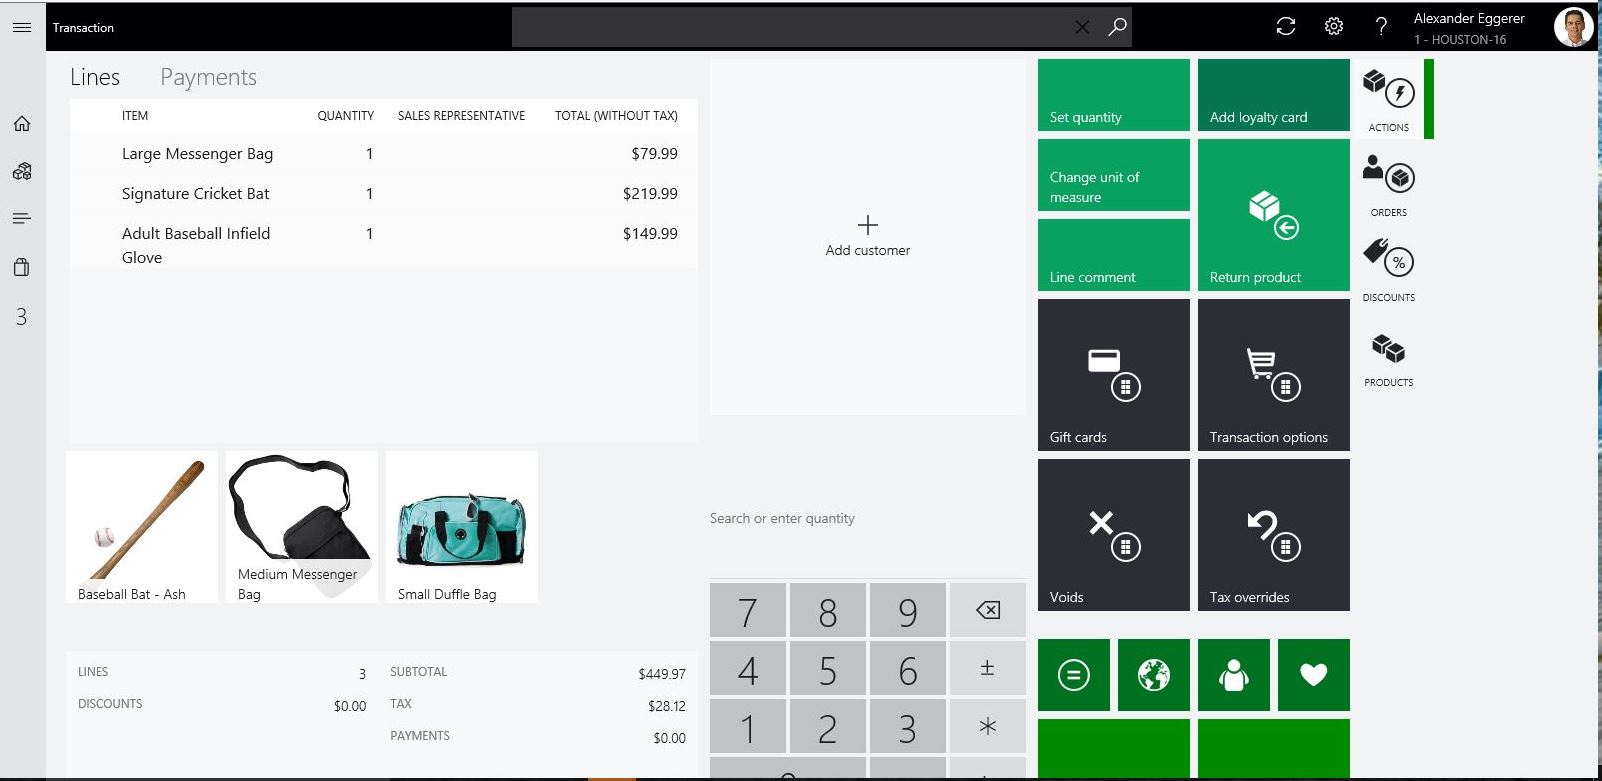 Transaction
Alexander Eggerer
1 - HOUSTON-16
Lines Payments
ITEM QUANTITY SALES REPRESENTATIVE TOTAL (WITHOUT TAX)
Large Messenger Bag 1 $79.99
Signature Cricket Bat 1 $219.99
Adult Baseball Infield 1 $149.99
Glove
3
Add customer
Set quantity
Add loyalty card
Change unit of
measure
Line comment
Return product
Gift cards
Transaction options
Voids
Tax overrides
ACTIONS
ORDERS
%
DISCOUNTS
PRODUCTS
Baseball Bat - Ash
Medium Messenger
Bag
Small Duffle Bag
LINES 3 SUBTOTAL $449.97
DISCOUNTS $0.00 TAX $28.12
PAYMENTS $0.00
Search or enter quantity
7 8 9
4 5 6 ±
1 2 3 *